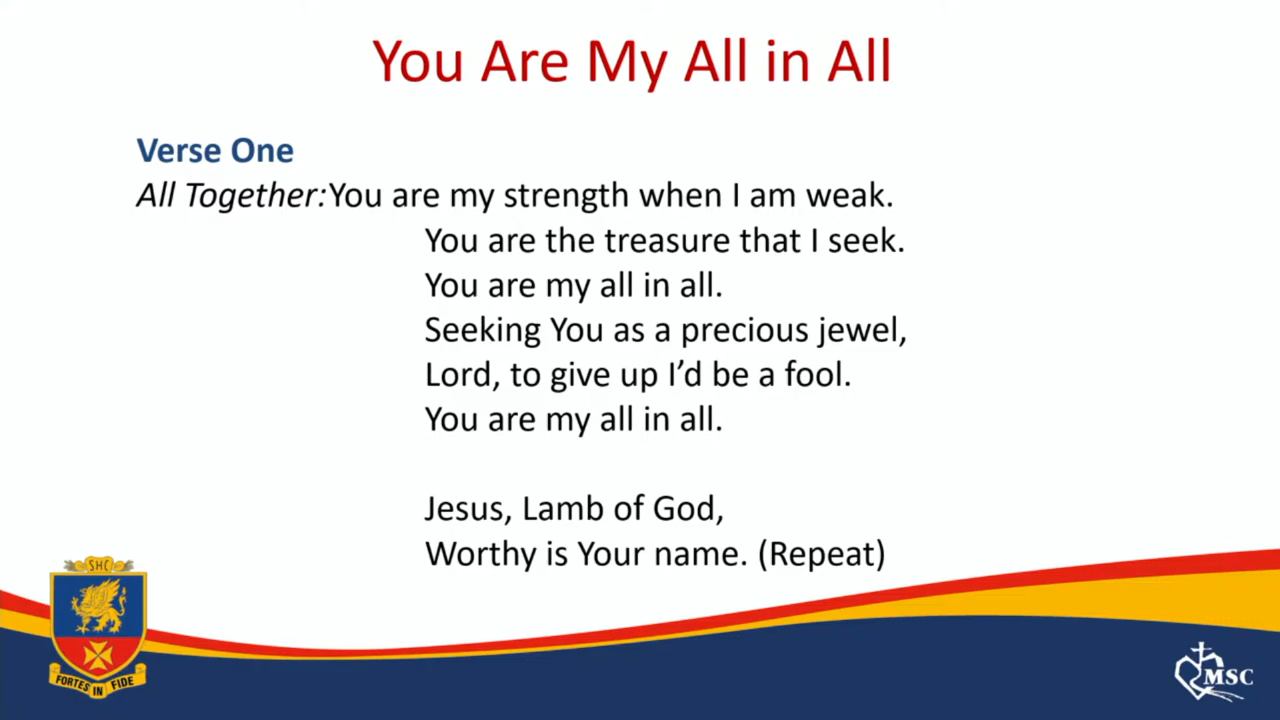 You Are My All in All
Verse One
All Together:You are my strength when I am weak.
You are the treasure that I seek.
You are my all in all.
Seeking You as a precious jewel,
Lord, to give up I’d be a fool.
You are my all in all.
Jesus, Lamb of God,
Worthy is Your name. (Repeat)
SHC
FORTES IN FIDE
MSC